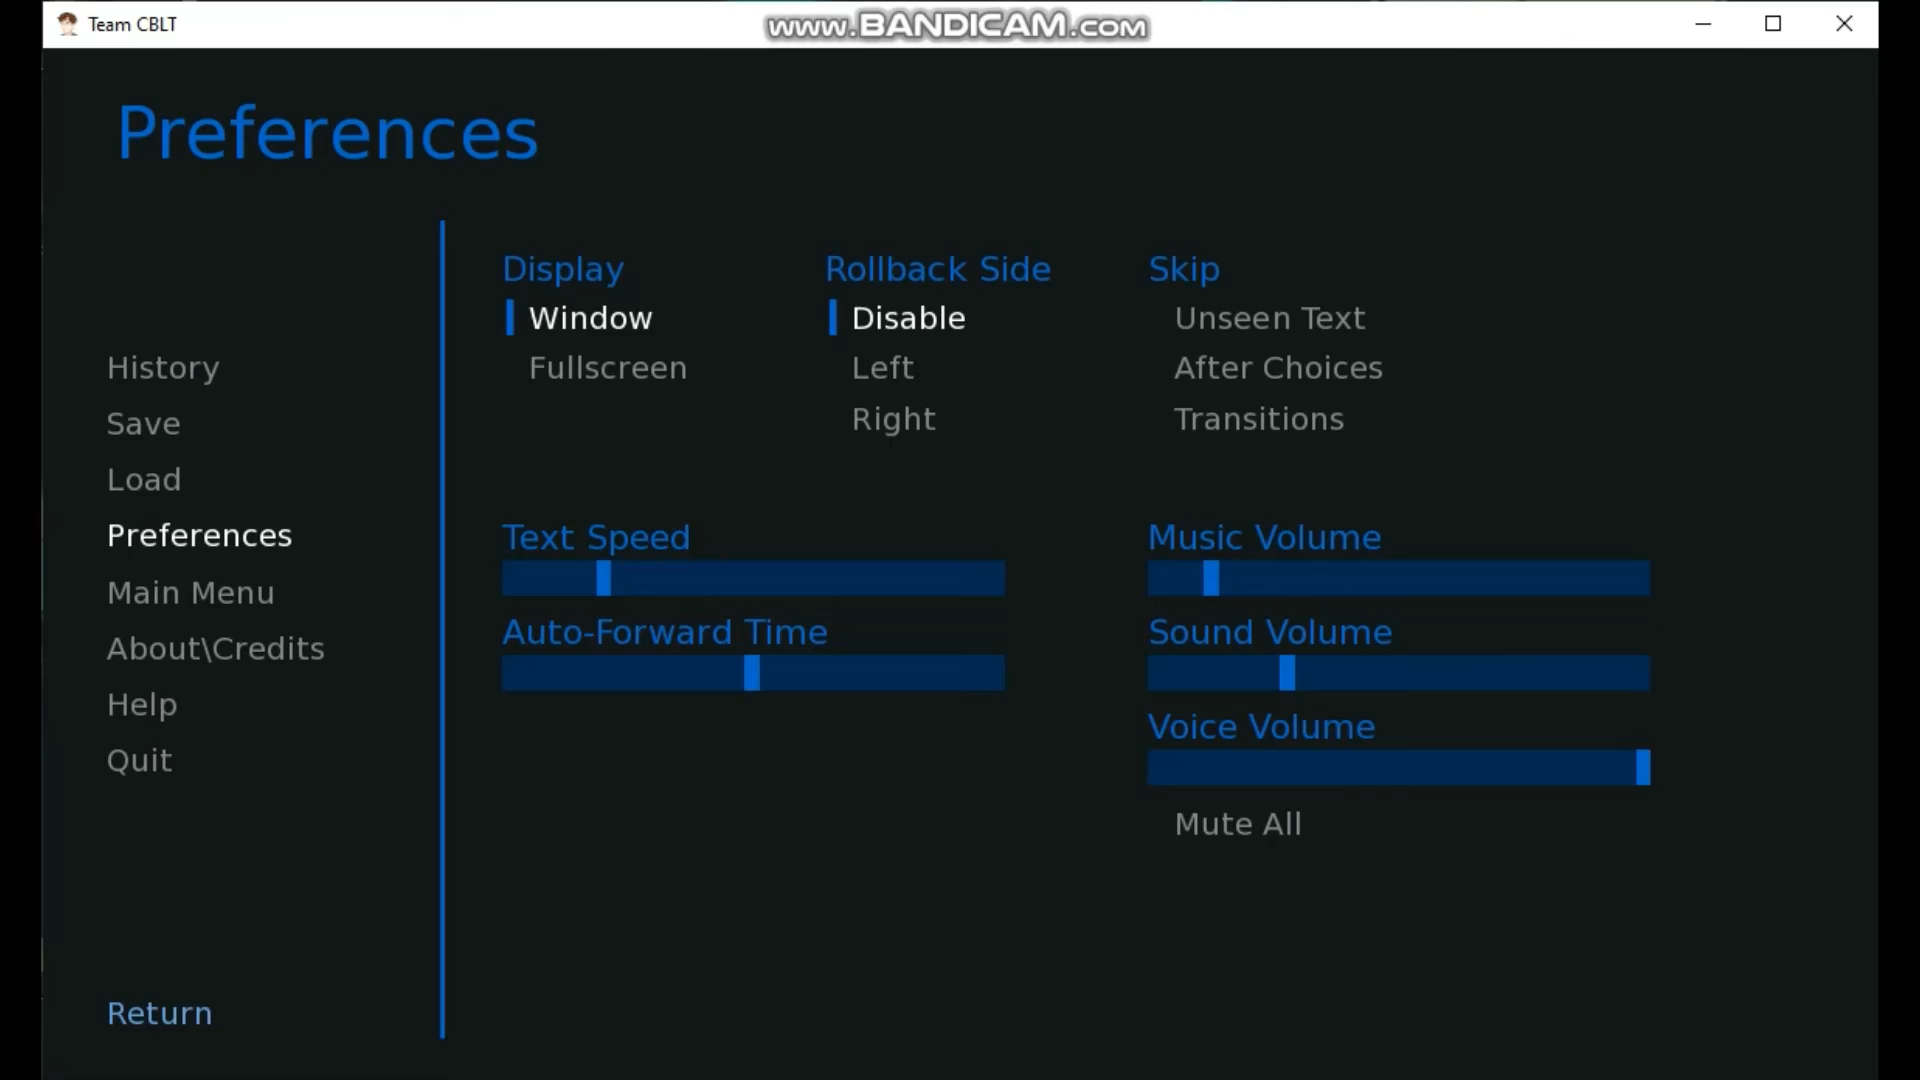 Team CBLT
www.BANDICAM.com
Preferences
Display
Window
Fullscreen
Rollback Side
Disable
Left
Right
Skip
Unseen Text
After Choices
Transitions
History
Save
Load
Preferences
Main Menu
About\Credits
Help
Quit
Return
Text Speed
Auto-Forward Time
Music Volume
Sound Volume
Voice Volume
Mute All